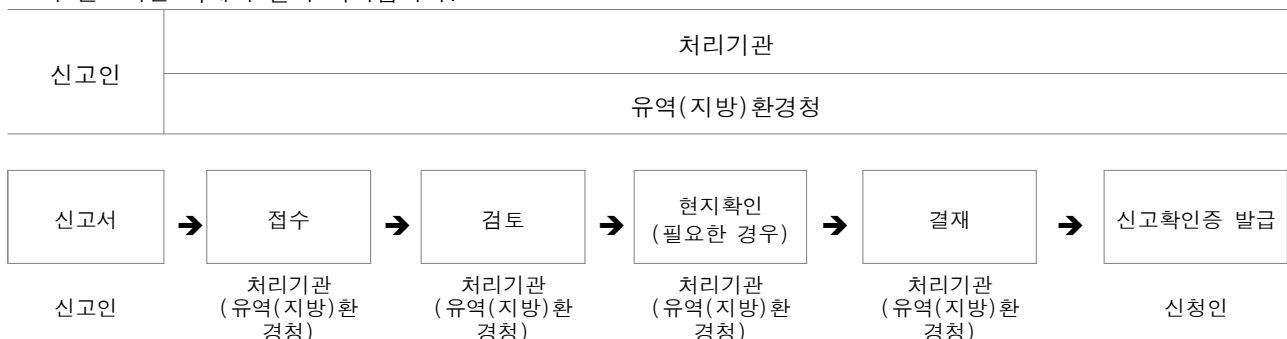 신고인
처리기관
유역(지방)환경청
신고서 ➔ 접수 ➔ 검토 ➔ 현지확인 ➔ 결재 ➔ 신고확인증 발급
(필요한 경우)
신고인 처리기관 처리기관 처리기관 처리기관 신청인
(유역(지방)환 (유역(지방)환 (유역(지방)환 (유역(지방)환
경청) 경청) 경청) 경청)